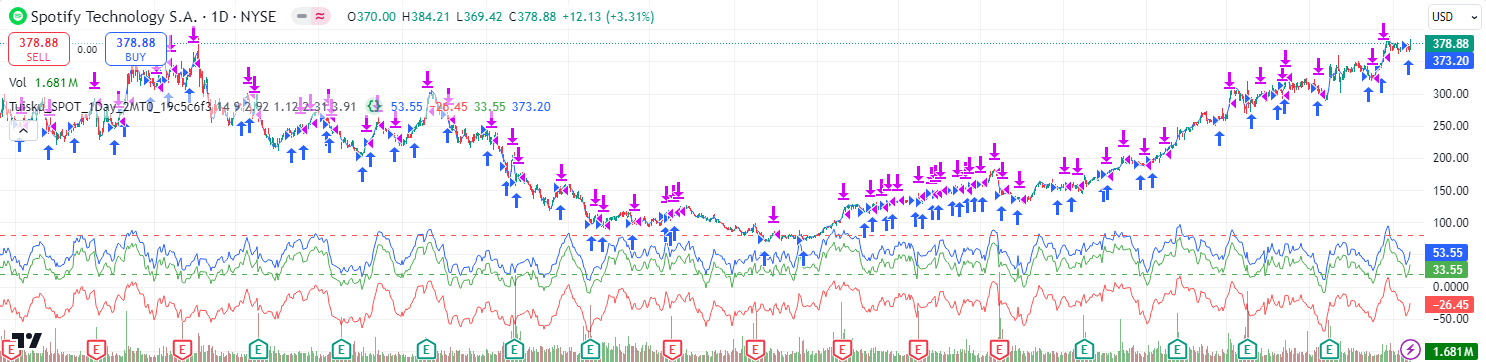 Spotify Technology S.A. · 1D · NYSE O370.00 H384.21 L369.42 C378.88 +12.13 (+3.31%)
USD
378.88 SELL
0.00
378.88 BUY
378.88
373.20
Vol 1.681 M
Tuisku_SPOT_1Day_2MT0_19c5c6f3 14 9 2.92 1.12 2.31 3.91 53.55 −26.45 33.55 373.20
300.00
250.00
200.00
150.00
100.00
53.55
33.55
0.0000
−26.45
−50.00
E E E E E E E E E E E E E E E E
1.681 M